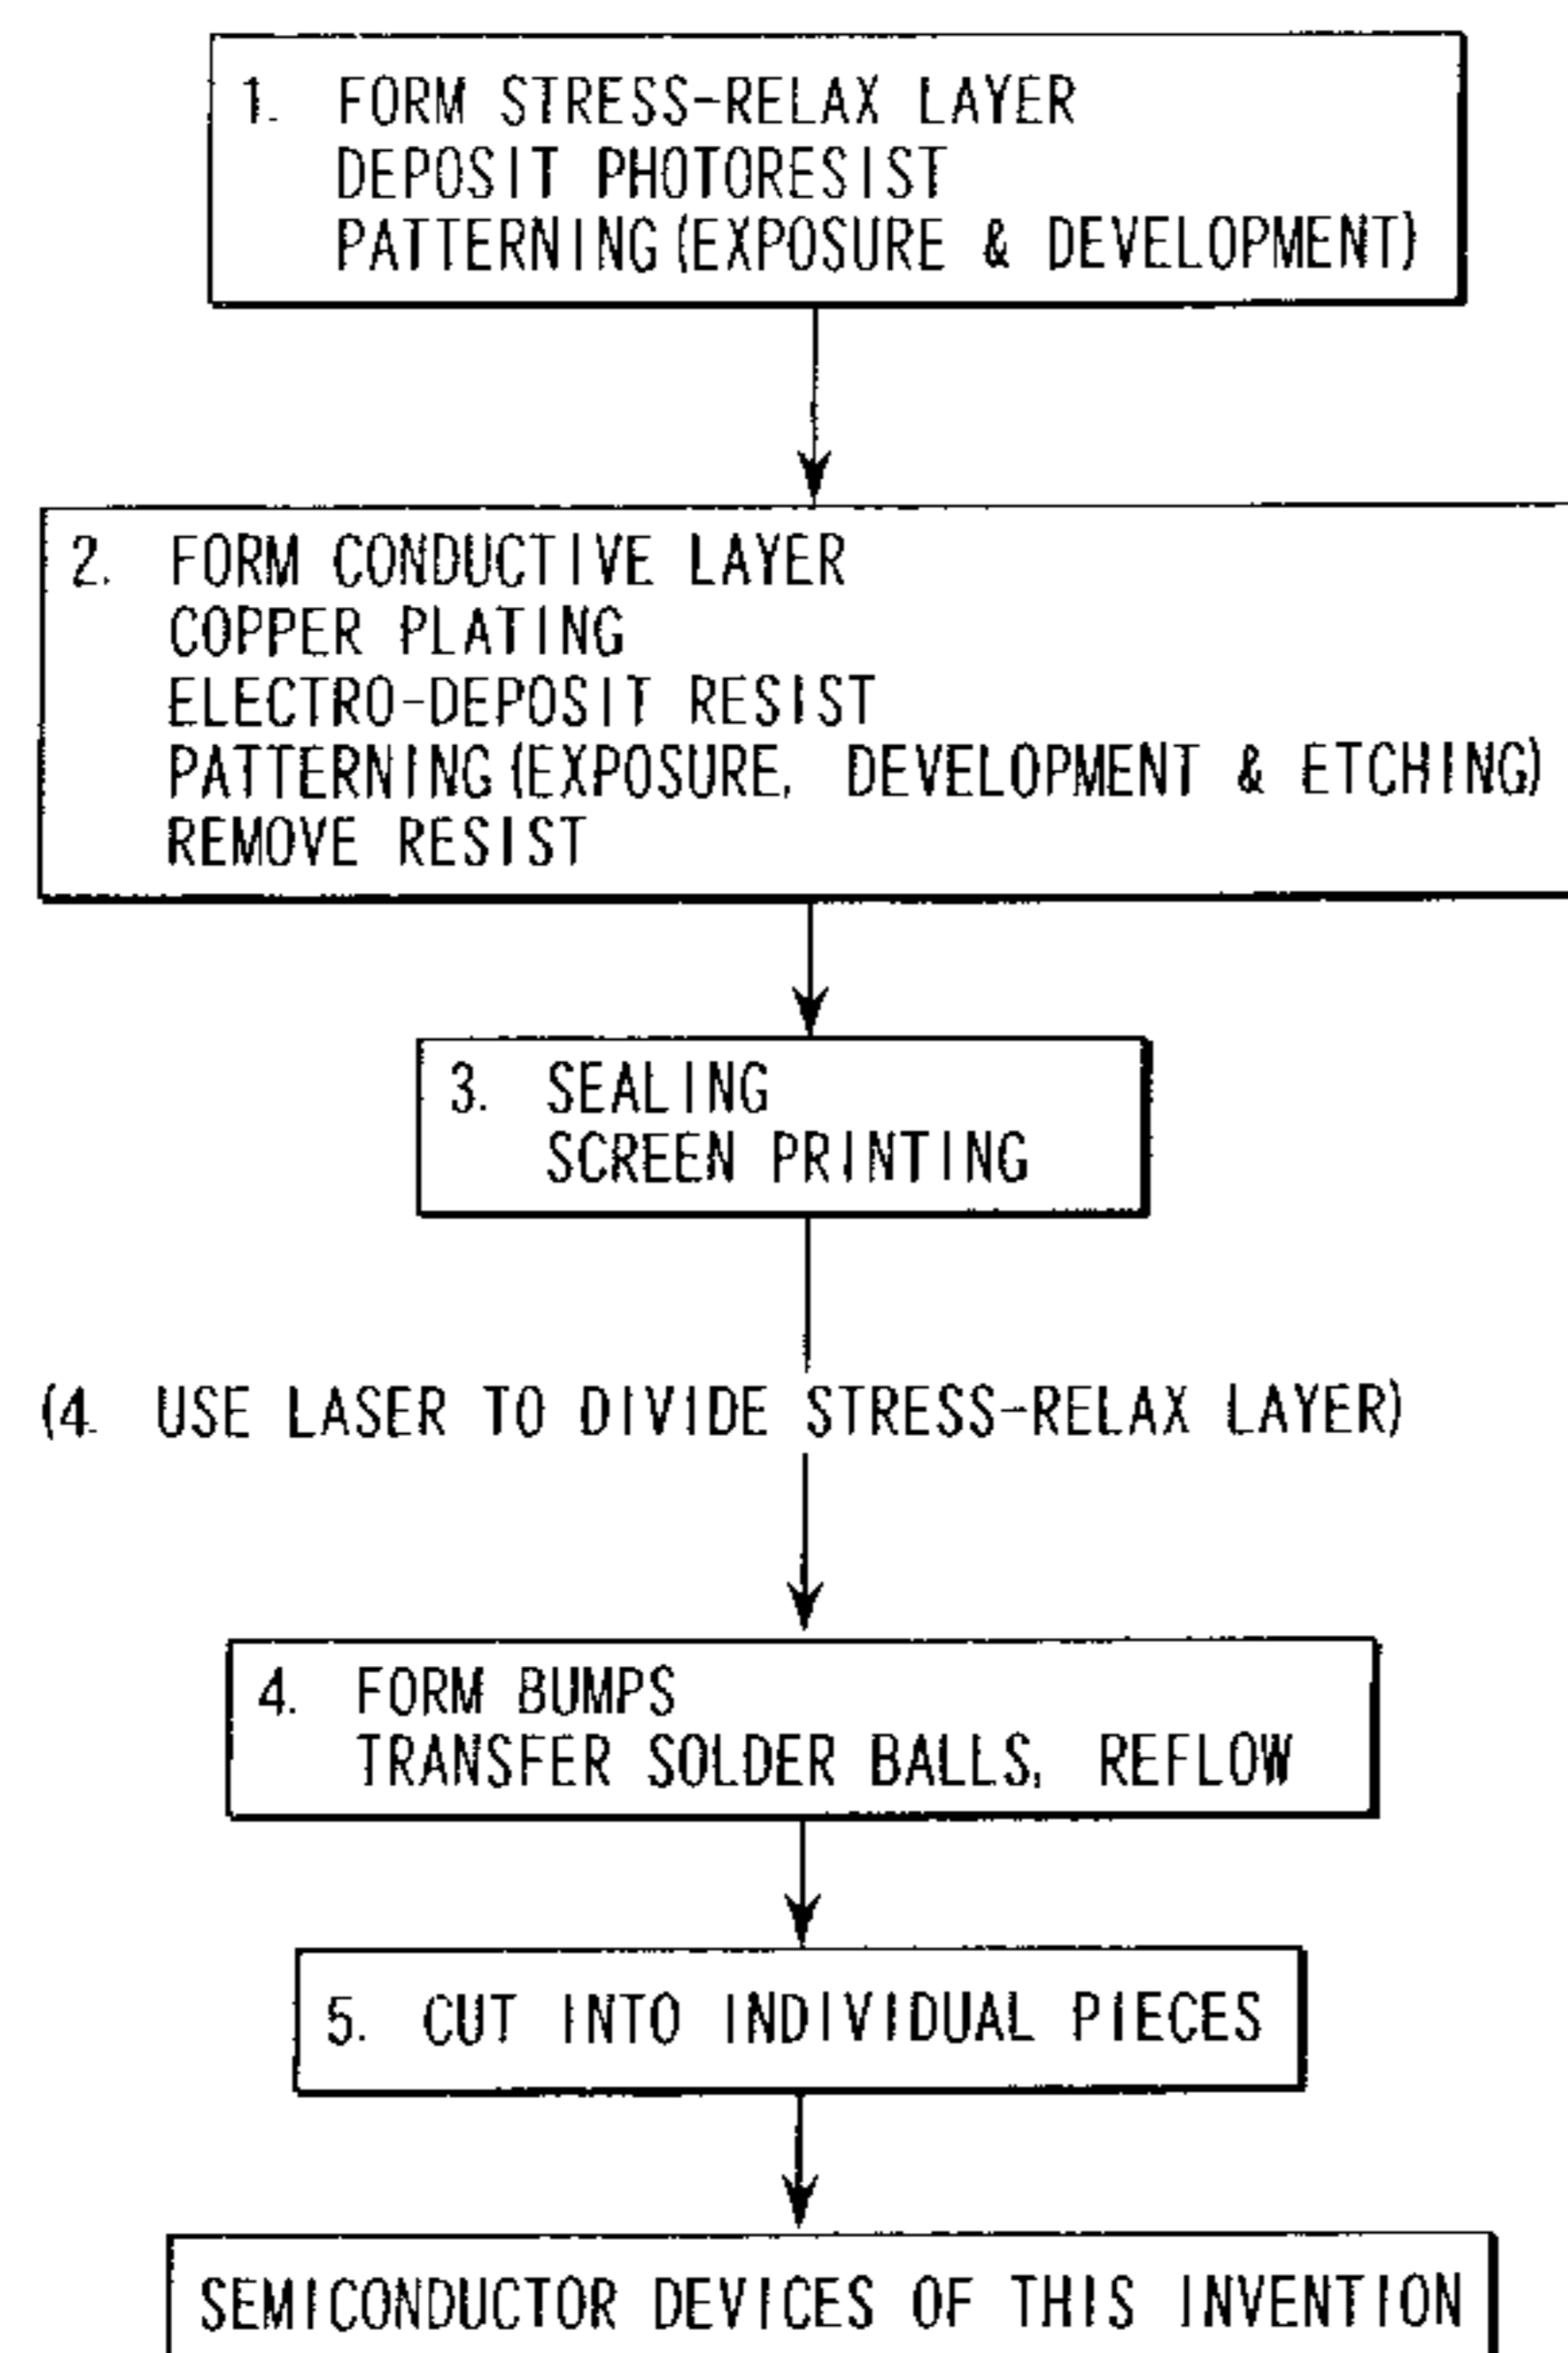 1. FORM STRESS-RELAX LAYER
DEPOSIT PHOTORESIST
PATTERNING(EXPOSURE & DEVELOPMENT)
2. FORM CONDUCTIVE LAYER
COPPER PLATING
ELECTRO-DEPOSIT RESIST
PATTERNING(EXPOSURE, DEVELOPMENT & ETCHING)
REMOVE RESIST
3. SEALING
SCREEN PRINTING
(4. USE LASER TO DIVIDE STRESS-RELAX LAYER)
4. FORM BUMPS
TRANSFER SOLDER BALLS, REFLOW
5. CUT INTO INDIVIDUAL PIECES
SEMICONDUCTOR DEVICES OF THIS INVENTION